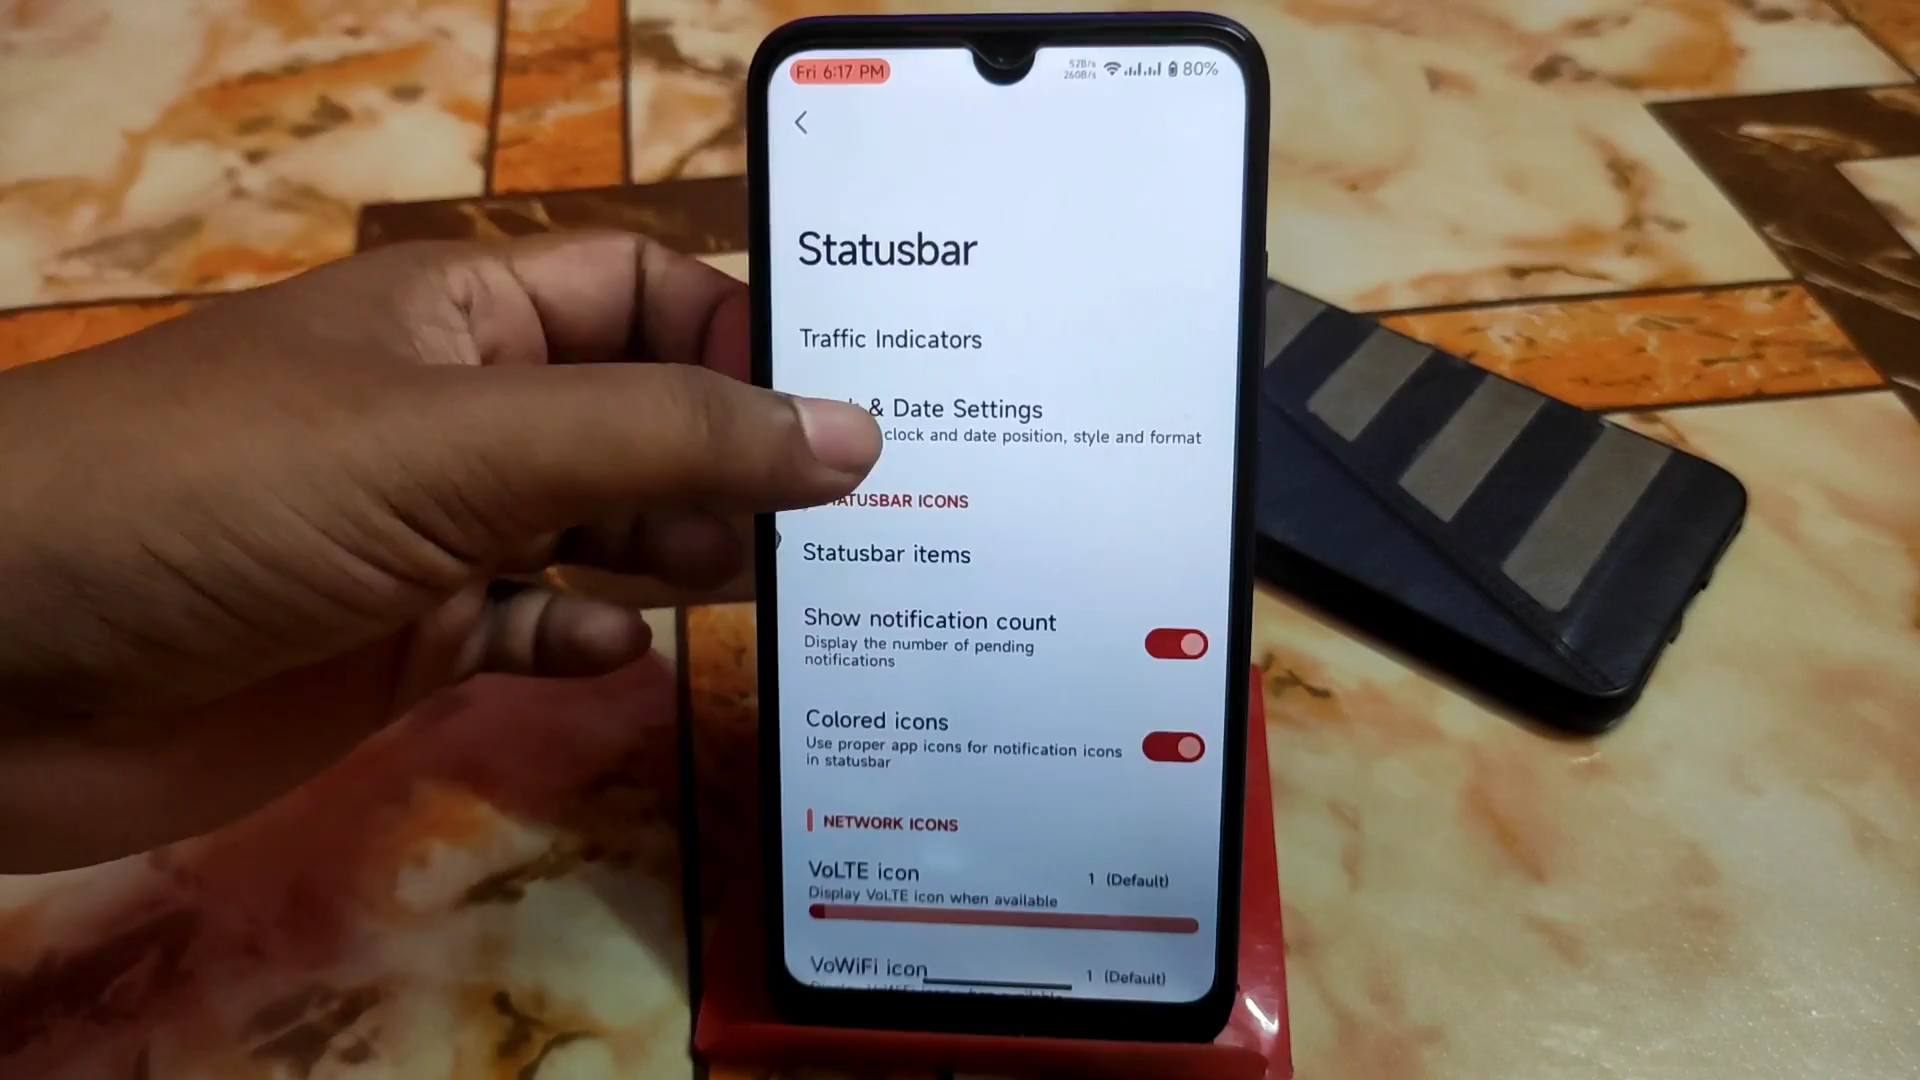 Fri 6:17 PM
57B/s
260B/s
80%
Statusbar
Traffic Indicators
& Date Settings
clock and date position, style and format
ATUSBAR ICONS
Statusbar items
Show notification count
Display the number of pending
notifications
Colored icons
Use proper app icons for notification icons
in statusbar
NETWORK ICONS
VoLTE icon
1 (Default)
Display VoLTE icon when available
VoWiFi icon
1 (Default)